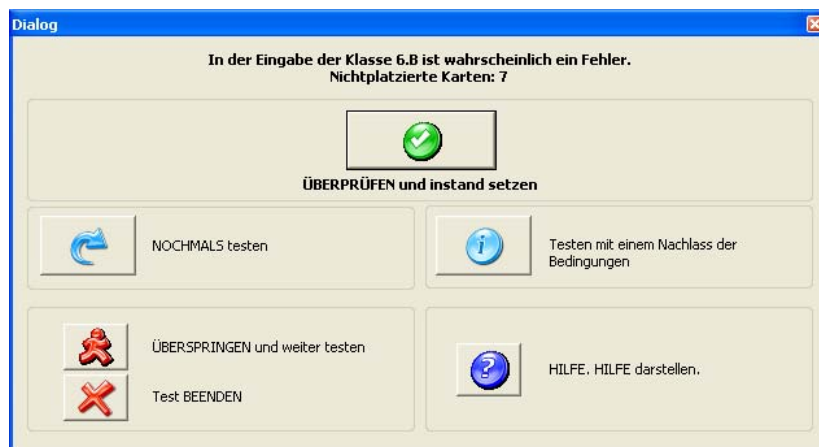 Dialog
In der Eingabe der Klasse 6.B ist wahrscheinlich ein Fehler.
Nichtplatzierte Karten: 7
ÜBERPRÜFEN und instand setzen
NOCHMALS testen
Testen mit einem Nachlass der
Bedingungen
ÜBERSPRINGEN und weiter testen
Test BEENDEN
HILFE. HILFE darstellen.